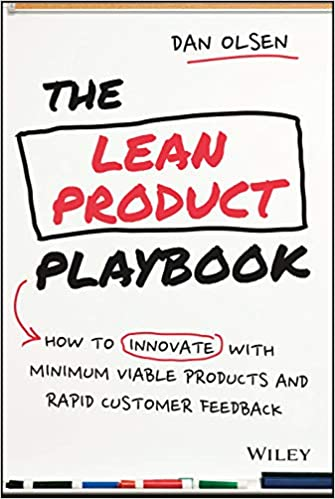 DAN OLSEN
THE
LEAN
PRODUCT
PLAYBOOK
HOW TO INNOVATE WITH
MINIMUM VIABLE PRODUCTS AND
RAPID CUSTOMER FEEDBACK
WILEY